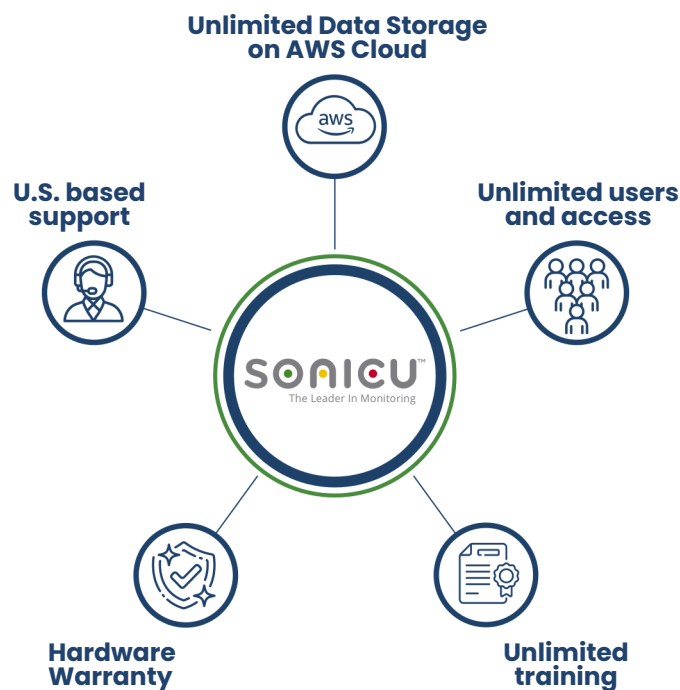 Unlimited Data Storage
on AWS Cloud
aws
U.S. based
support
Unlimited users
and access
SONICU™
The Leader In Monitoring
Hardware
Warranty
Unlimited
training